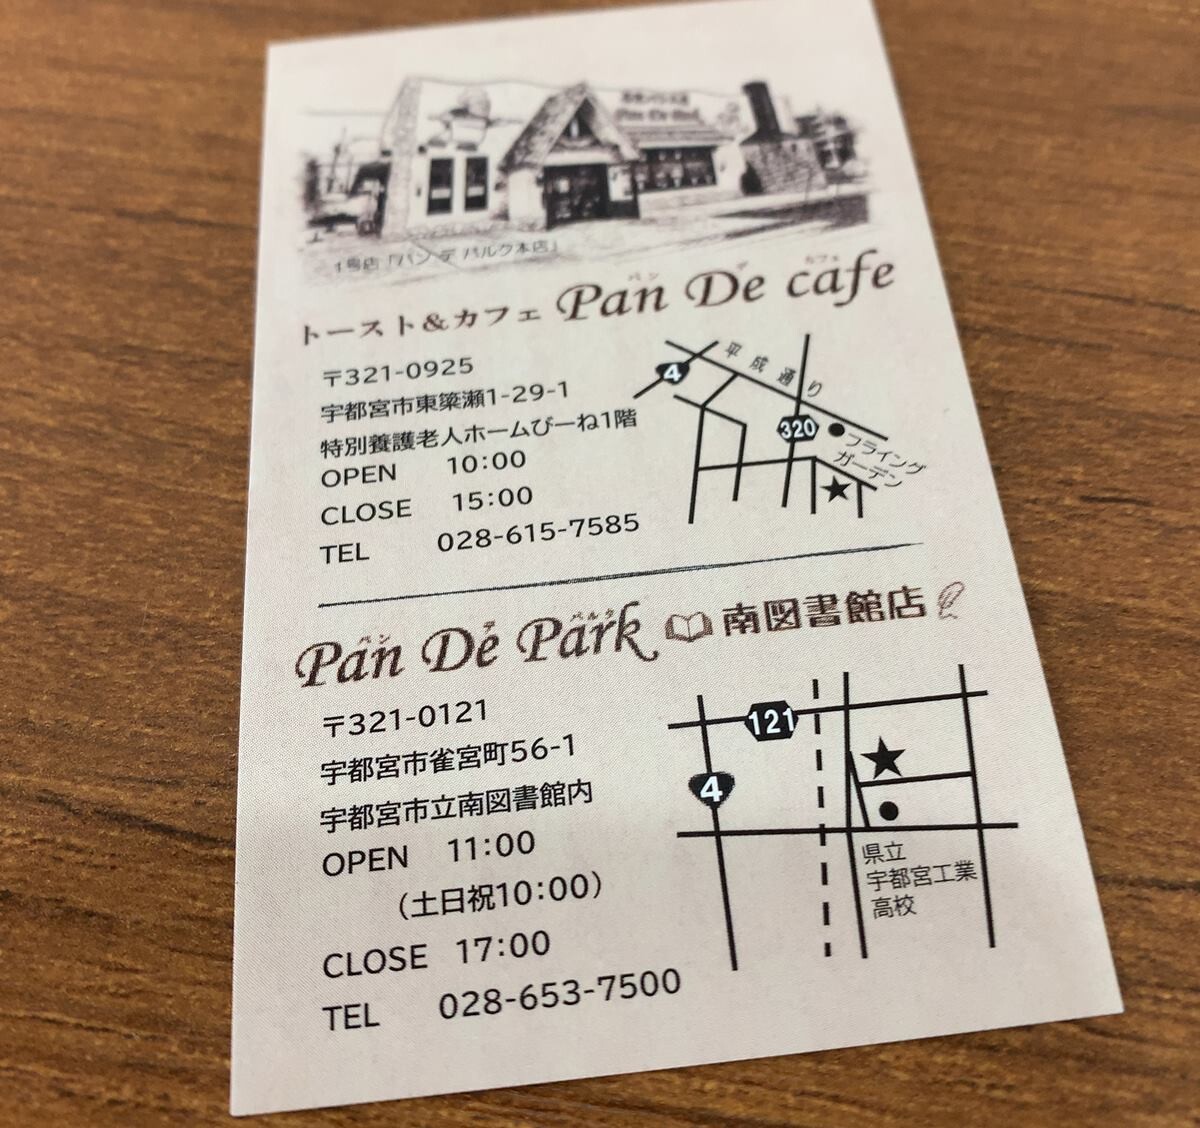 1号店「パン デ パルク本店」
トースト&カフェ Pan De cafe
パン デ カフェ
〒321-0925
宇都宮市東簗瀬1-29-1
特別養護老人ホームびーね1階
OPEN 10:00
CLOSE 15:00
TEL 028-615-7585
平成通り
4
320
フライング
ガーデン
Pan De Park 南図書館店
パン デ パルク
〒321-0121
宇都宮市雀宮町56-1
宇都宮市立南図書館内
OPEN 11:00
(土日祝10:00)
CLOSE 17:00
TEL 028-653-7500
121
4
県立
宇都宮工業
高校